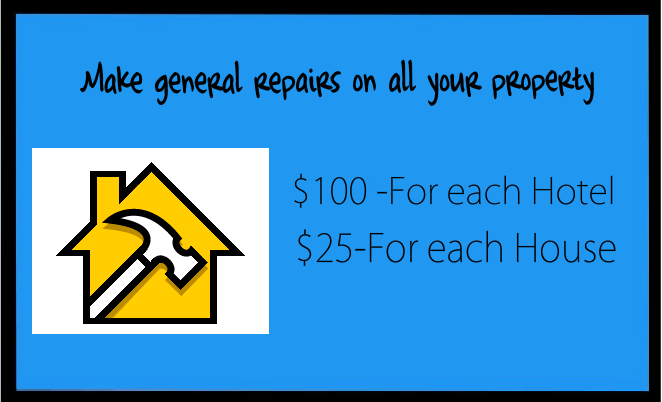 Make general repairs on all your property
$100 -For each Hotel
$25-For each House